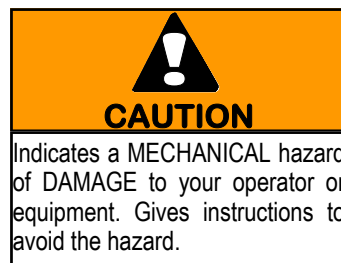 CAUTION
Indicates a MECHANICAL hazard
of DAMAGE to your operator or
equipment. Gives instructions to
avoid the hazard.